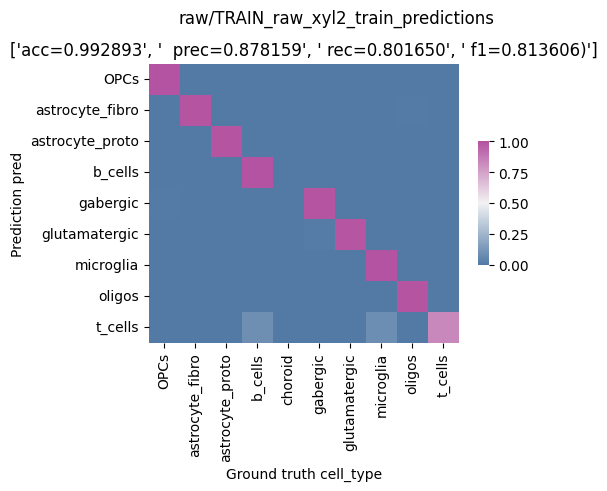 raw/TRAIN_raw_xyl2_train_predictions
['acc=0.992893', '  prec=0.878159', ' rec=0.801650', ' f1=0.813606)']
Prediction pred
OPCs
astrocyte_fibro
astrocyte_proto
b_cells
gabergic
glutamatergic
microglia
oligos
t_cells
1.00
0.75
0.50
0.25
0.00
OPCs
astrocyte_fibro
astrocyte_proto
b_cells
choroid
gabergic
glutamatergic
microglia
oligos
t_cells
Ground truth cell_type